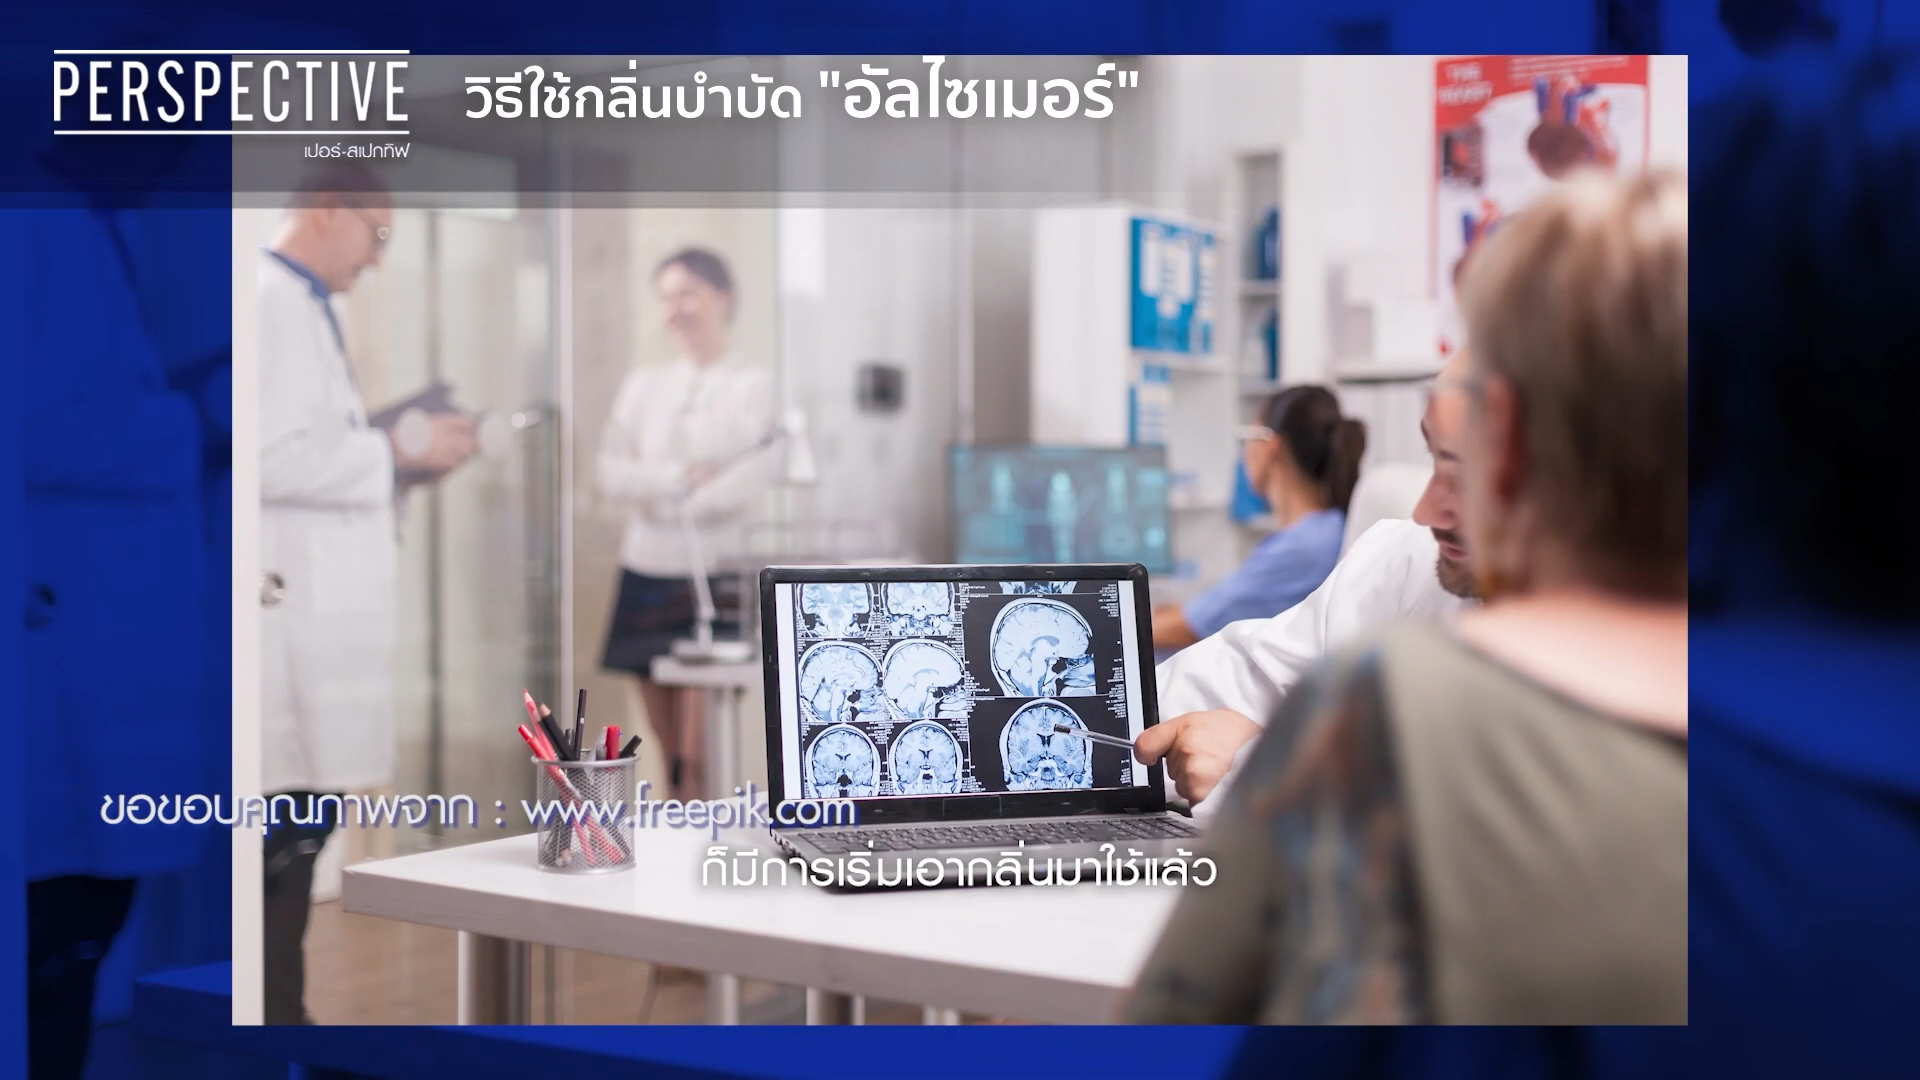 PERSPECTIVE
เปอร์-สเปกทิฟ
วิธีใช้กลิ่นบำบัด "อัลไซเมอร์"
ขอขอบคุณภาพจาก : www.freepik.com
ก็มีการเริ่มเอากลิ่นมาใช้แล้ว